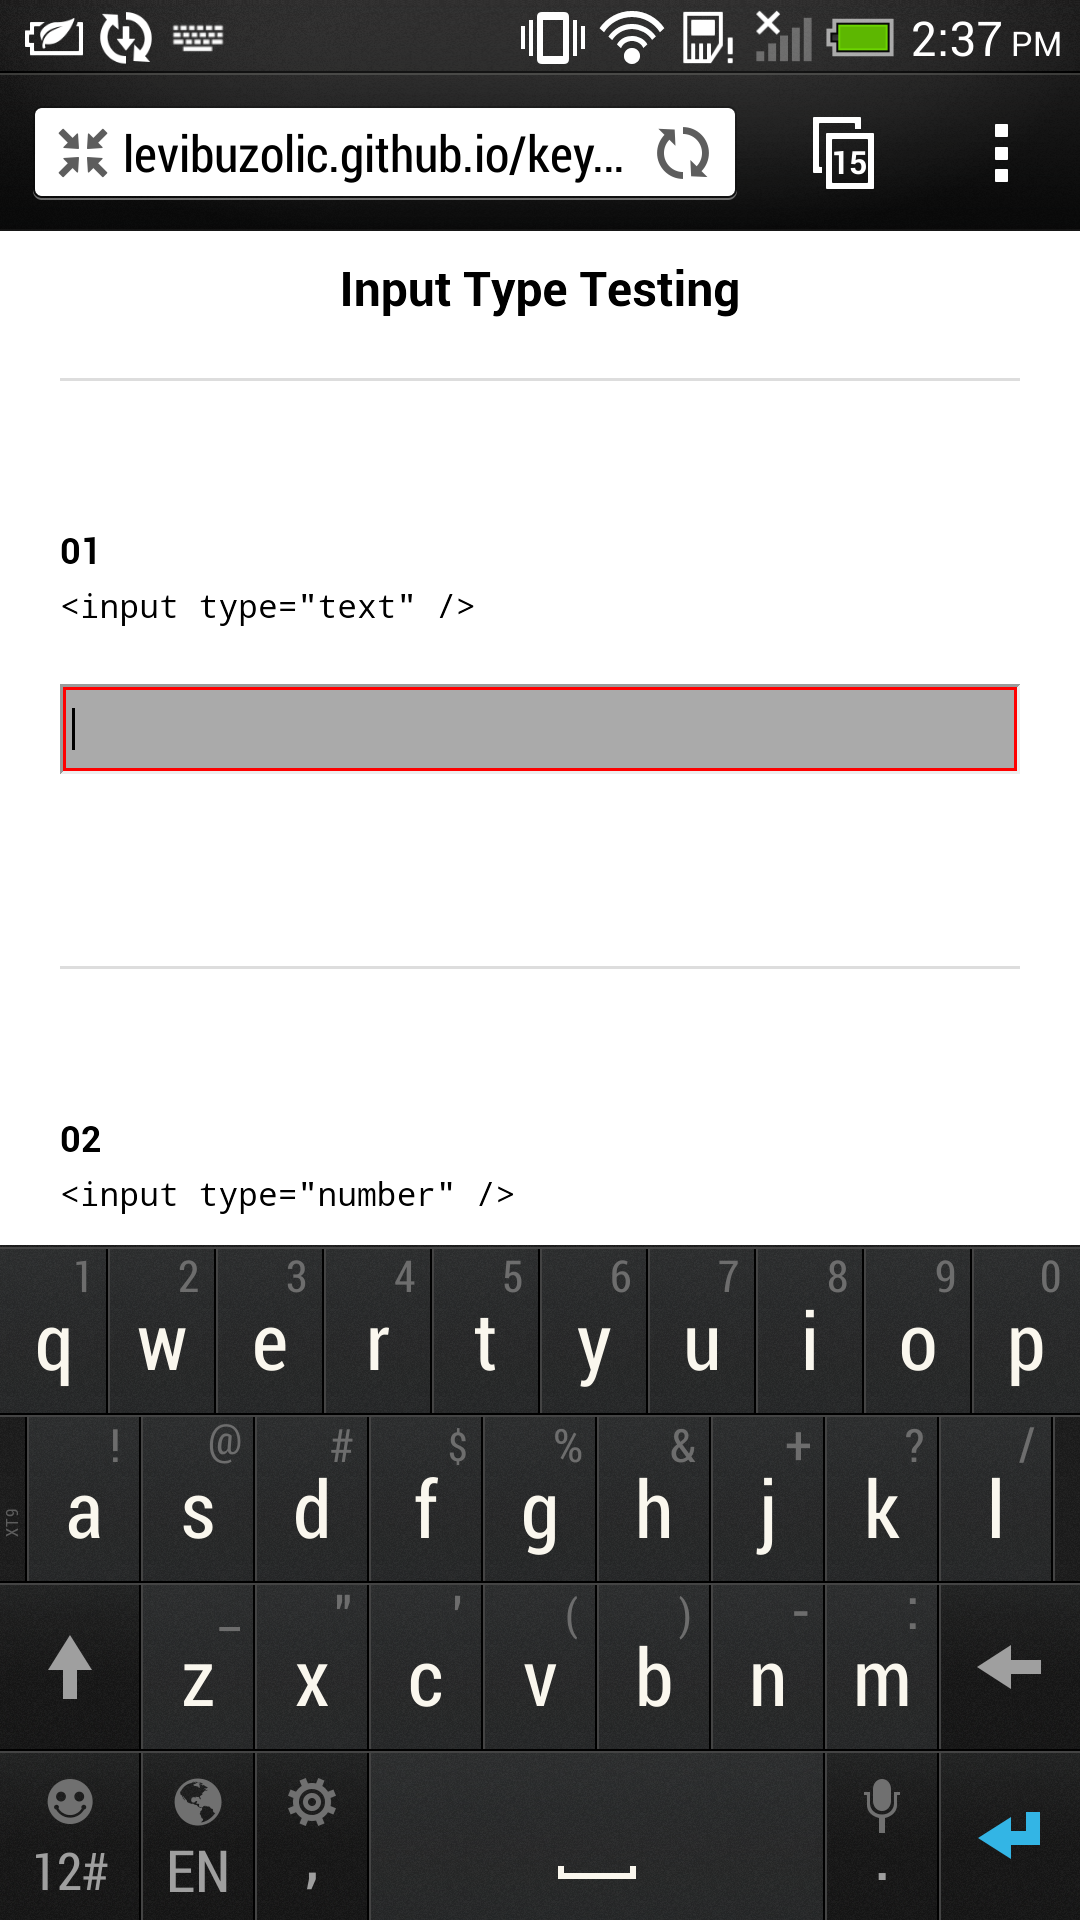 2:37 PM
levibuzolic.github.io/key...
15
Input Type Testing
01
<input type="text" />
02
<input type="number" />
1 2 3 4 5 6 7 8 9 0
q w e r t y u i o p
! @ # $ % & + ? /
XT9 a s d f g h j k l
_ " ' ( ) - :
z x c v b n m
12# EN , .